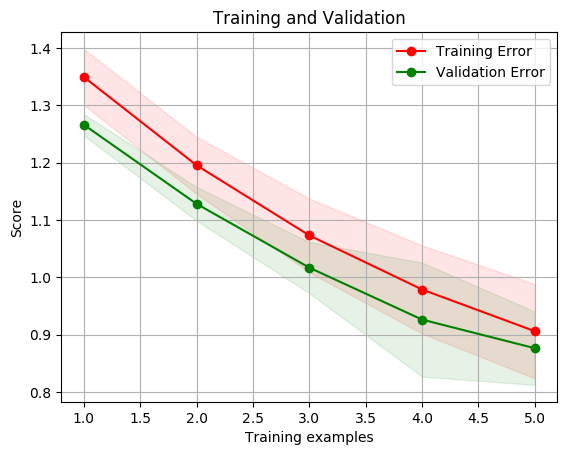 Training and Validation
Training Error
Validation Error
1.4
1.3
1.2
1.1
1.0
0.9
0.8
Score
1.0 1.5 2.0 2.5 3.0 3.5 4.0 4.5 5.0
Training examples